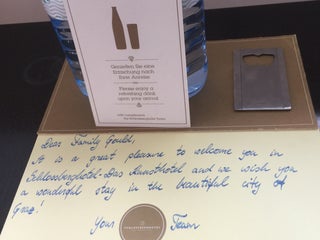 Genießen Sie eine
Erfrischung nach
Ihrer Anreise
Please enjoy a
refreshing drink
upon your arrival
Dear Family Gould,
It is a great pleasure to welcome you in
Schlossberghotel-Das Kunsthotel and we wish you
a wonderful stay in the beautiful city of
Graz.
Your Team